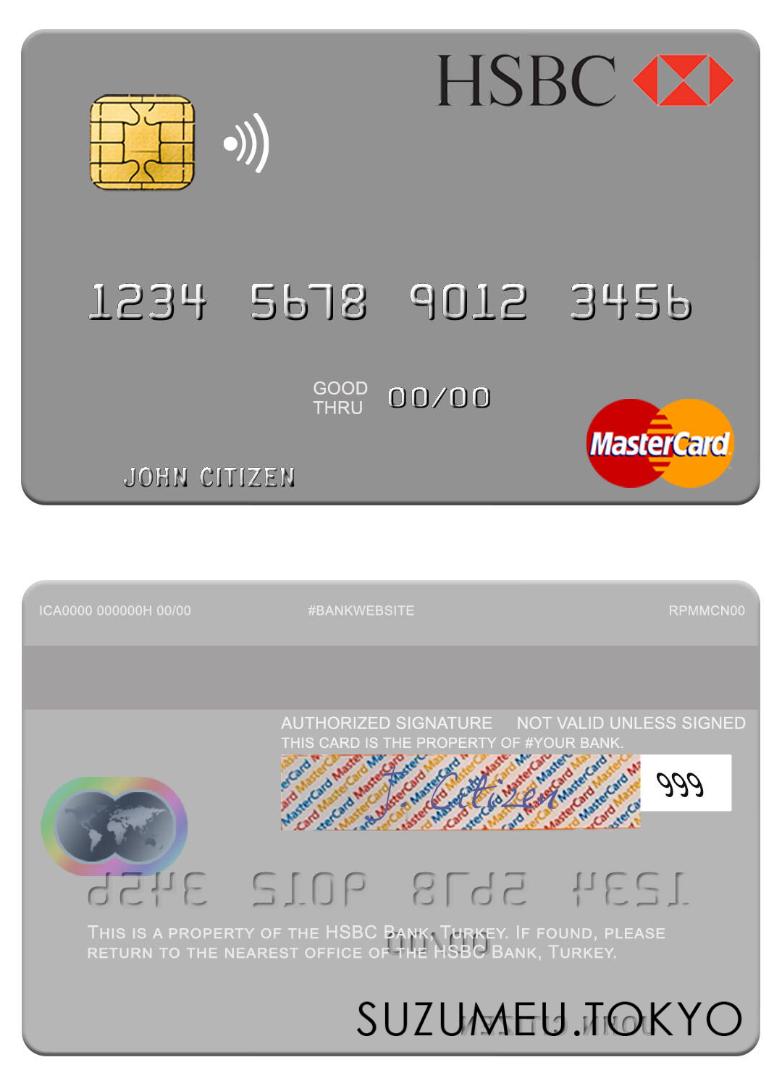 HSBC
1234 5678 9012 3456
GOOD
THRU 00/00
MasterCard
JOHN CITIZEN
ICA0000 000000H 00/00 #BANKWEBSITE RPMMCN00
AUTHORIZED SIGNATURE NOT VALID UNLESS SIGNED
THIS CARD IS THE PROPERTY OF #YOUR BANK.
J. Citizen 999
THIS IS A PROPERTY OF THE HSBC BANK, TURKEY. IF FOUND, PLEASE
RETURN TO THE NEAREST OFFICE OF THE HSBC BANK, TURKEY.
SUZUMEU.TOKYO